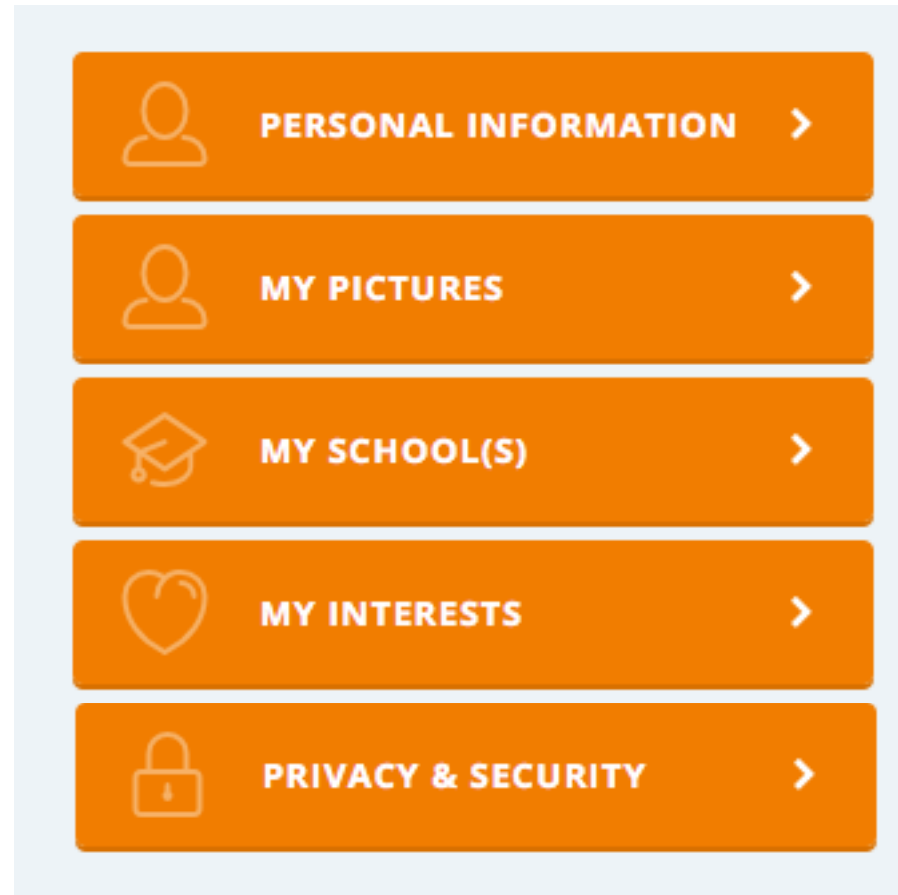 PERSONAL INFORMATION
MY PICTURES
MY SCHOOL(S)
MY INTERESTS
PRIVACY & SECURITY